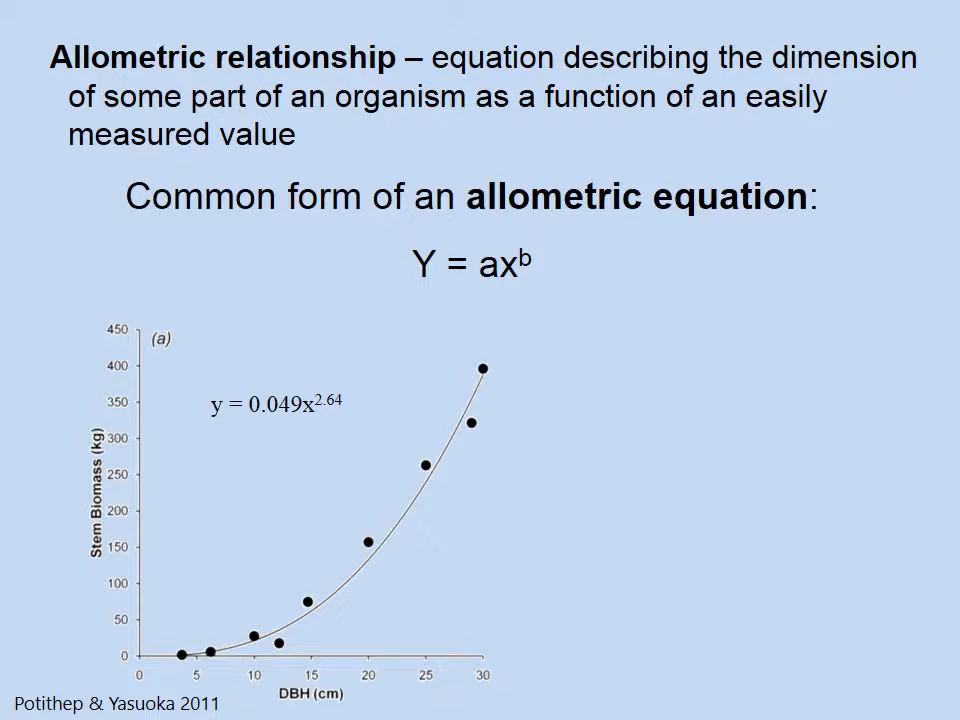 Allometric relationship – equation describing the dimension
of some part of an organism as a function of an easily
measured value
Common form of an allometric equation:
Y = ax^b
(a)
y = 0.049x^2.64
Stem Biomass (kg)
450
400
350
300
250
200
150
100
50
0
0 5 10 15 20 25 30
DBH (cm)
Potithep & Yasuoka 2011